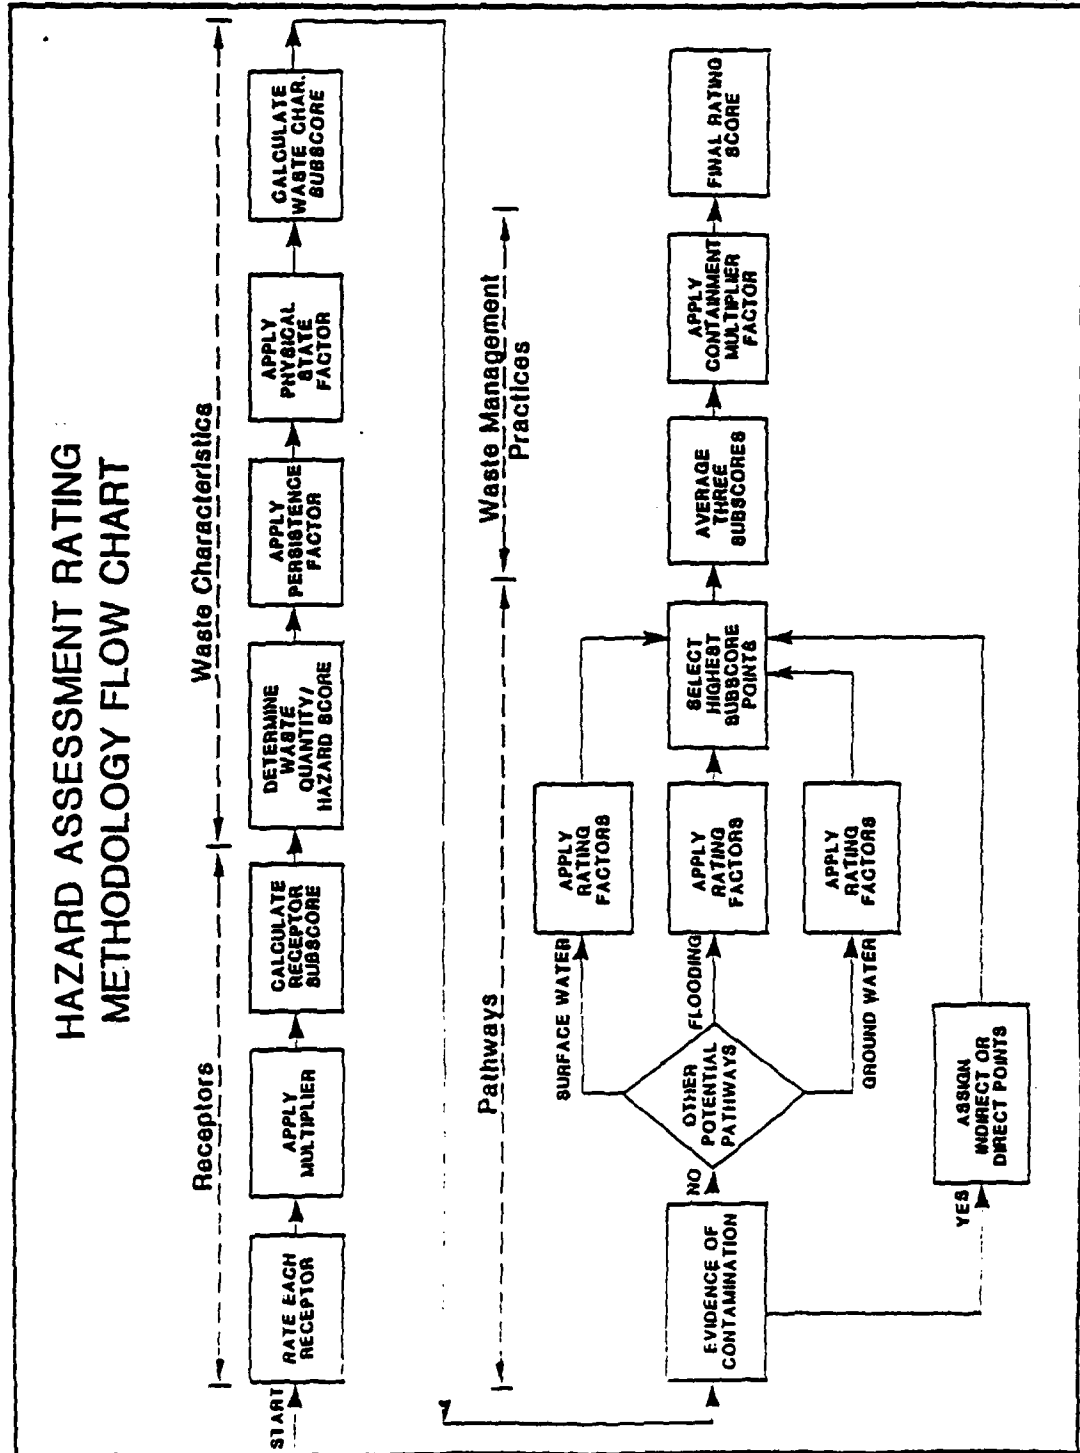 HAZARD ASSESSMENT RATING
METHODOLOGY FLOW CHART
Receptors
Waste Characteristics
START
RATE EACH
RECEPTOR
APPLY
MULTIPLIER
CALCULATE
RECEPTOR
SUBSCORE
DETERMINE
WASTE
QUANTITY/
HAZARD SCORE
APPLY
PERSISTENCE
FACTOR
APPLY
PHYSICAL
STATE
FACTOR
CALCULATE
WASTE CHAR.
SUBSCORE
Pathways
Waste Management
Practices
EVIDENCE OF
CONTAMINATION
NO
OTHER
POTENTIAL
PATHWAYS
SURFACE WATER
APPLY
RATING
FACTORS
FLOODING
APPLY
RATING
FACTORS
GROUND WATER
APPLY
RATING
FACTORS
YES
ASSIGN
INDIRECT OR
DIRECT POINTS
SELECT
HIGHEST
SUBSCORE
POINTS
AVERAGE
THREE
SUBSCORES
APPLY
CONTAINMENT
MULTIPLIER
FACTOR
FINAL RATING
SCORE